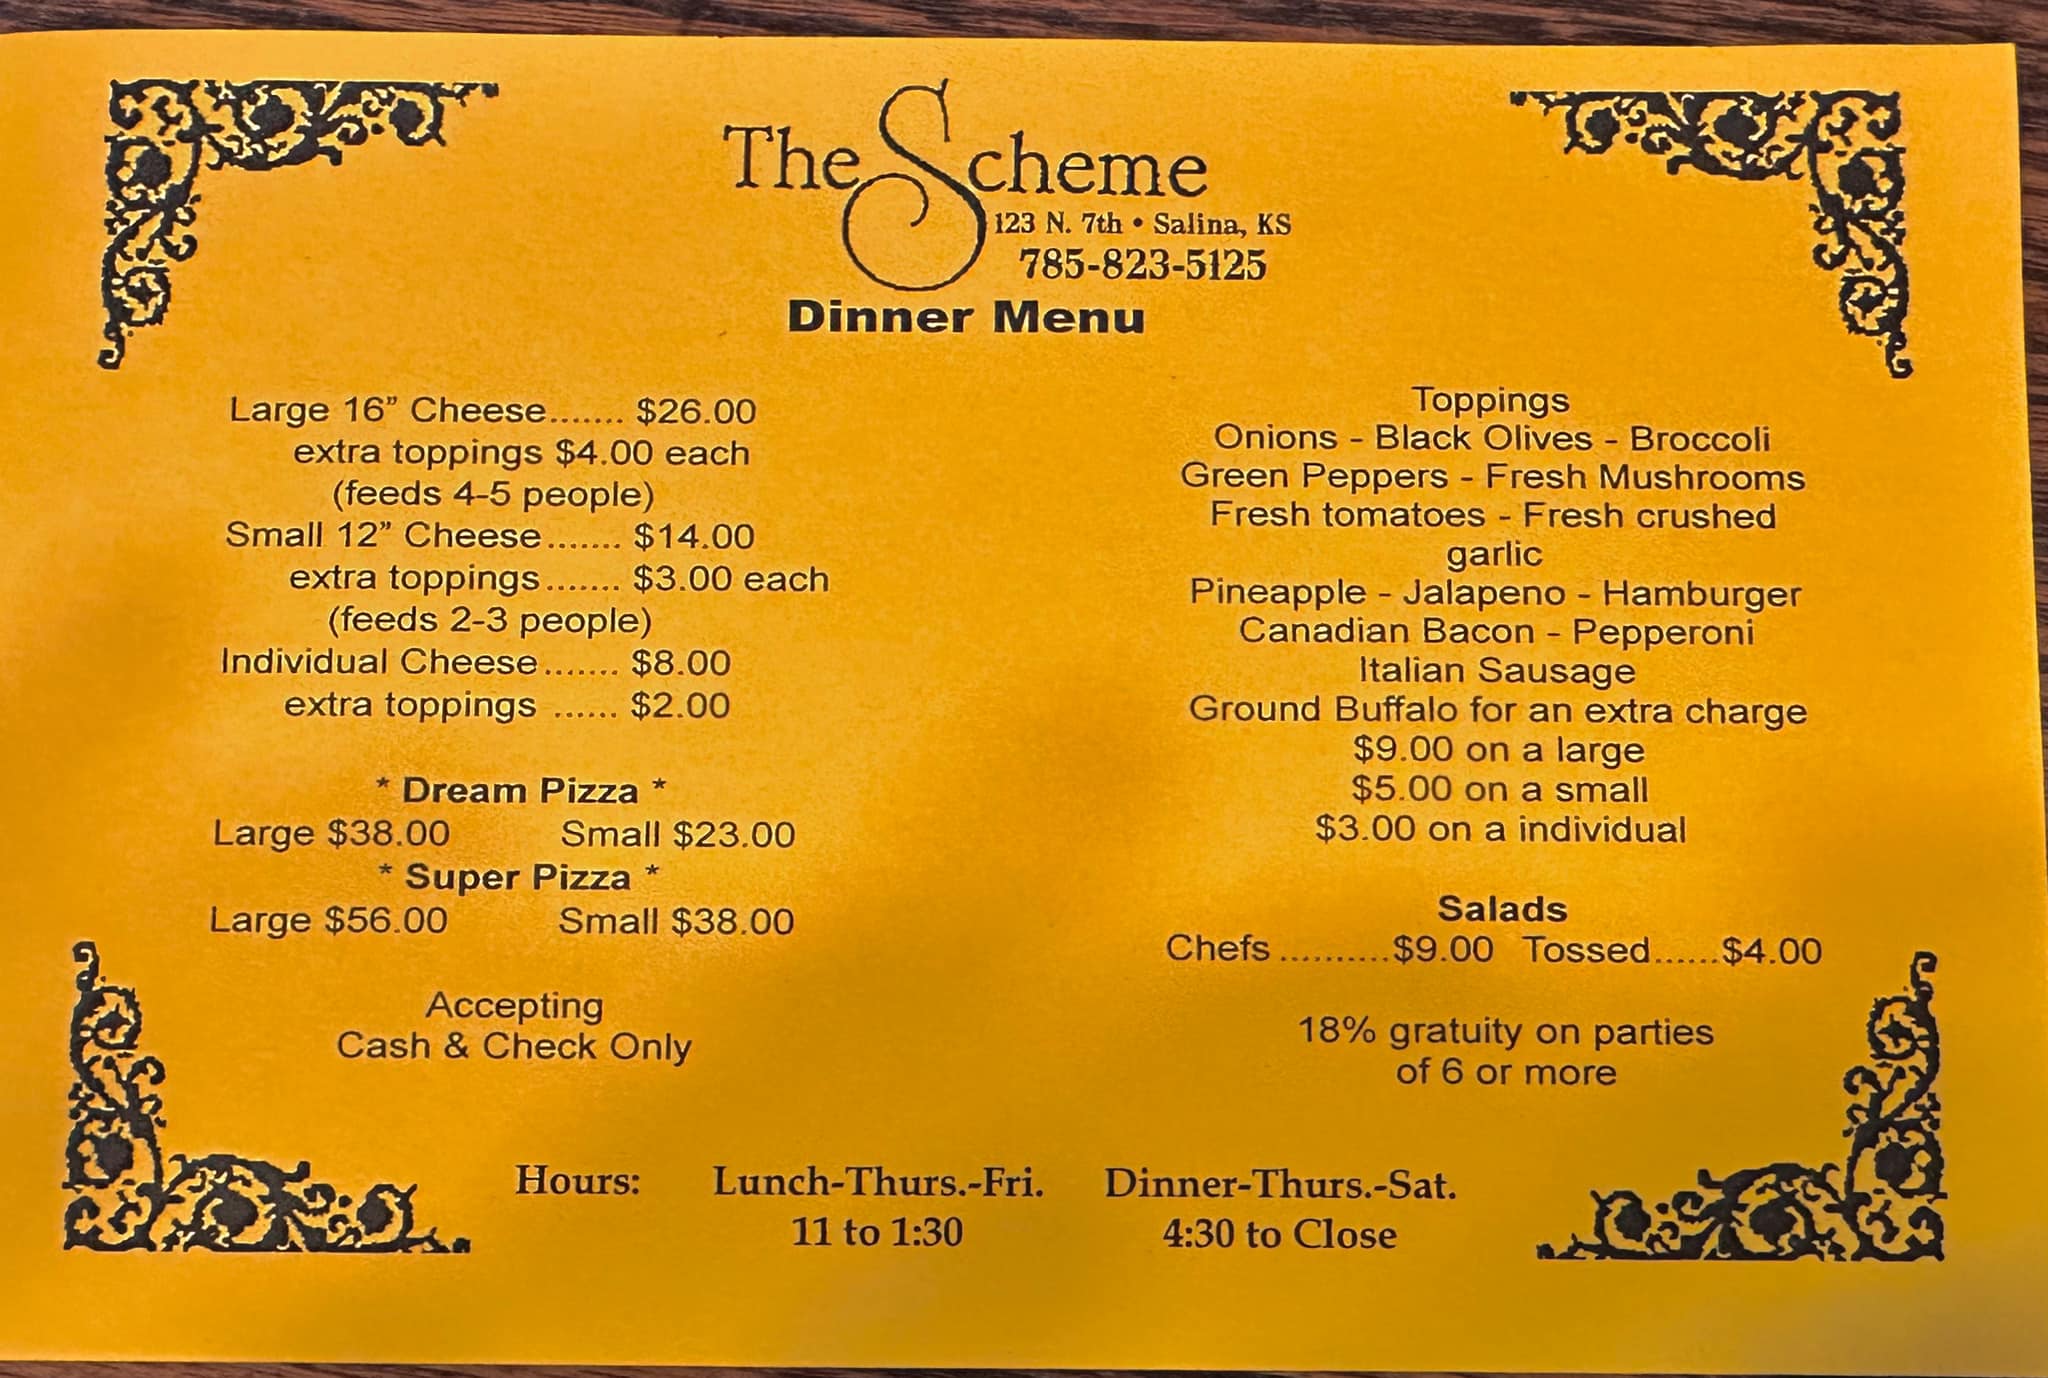 The Scheme
123 N. 7th • Salina, KS
785-823-5125
Dinner Menu
Large 16” Cheese....... $26.00
extra toppings $4.00 each
(feeds 4-5 people)
Small 12” Cheese....... $14.00
extra toppings....... $3.00 each
(feeds 2-3 people)
Individual Cheese....... $8.00
extra toppings ...... $2.00
* Dream Pizza *
Large $38.00 Small $23.00
* Super Pizza *
Large $56.00 Small $38.00
Accepting
Cash & Check Only
Toppings
Onions - Black Olives - Broccoli
Green Peppers - Fresh Mushrooms
Fresh tomatoes - Fresh crushed
garlic
Pineapple - Jalapeno - Hamburger
Canadian Bacon - Pepperoni
Italian Sausage
Ground Buffalo for an extra charge
$9.00 on a large
$5.00 on a small
$3.00 on a individual
Salads
Chefs..........$9.00 Tossed......$4.00
18% gratuity on parties
of 6 or more
Hours: Lunch-Thurs.-Fri. Dinner-Thurs.-Sat.
11 to 1:30 4:30 to Close